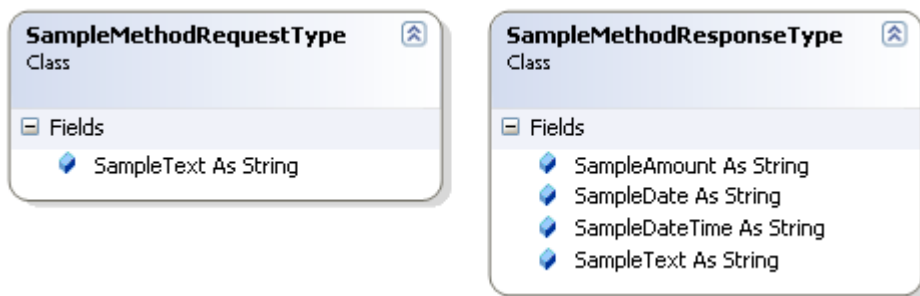 SampleMethodRequestType
Class
Fields
SampleText As String
SampleMethodResponseType
Class
Fields
SampleAmount As String
SampleDate As String
SampleDateTime As String
SampleText As String